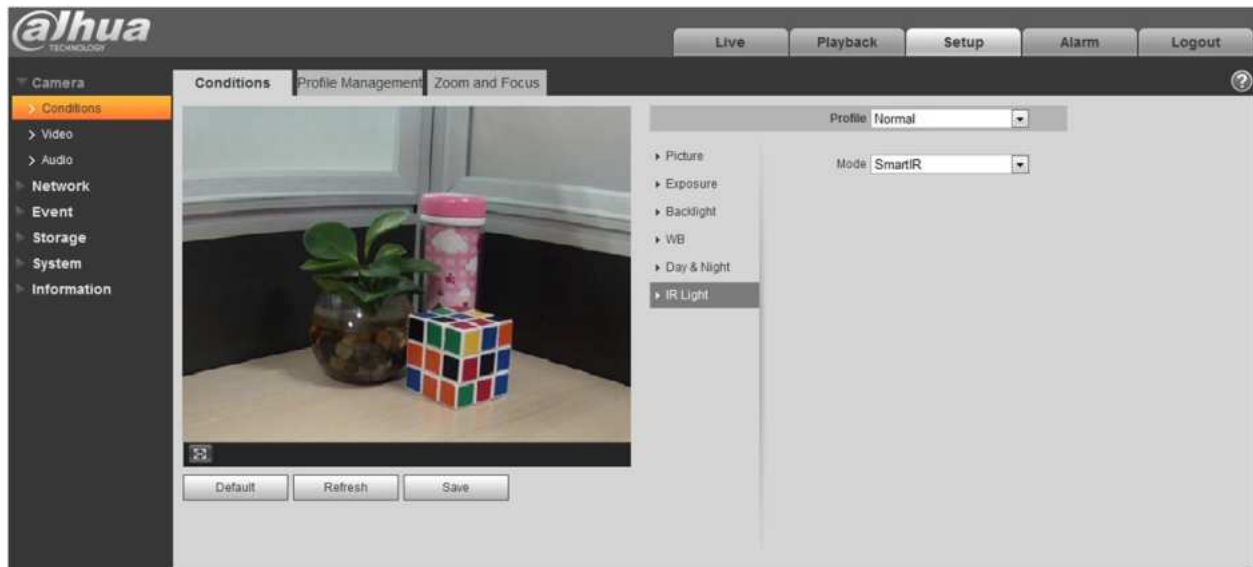 alhua
TECHNOLOGY
Live
Playback
Setup
Alarm
Logout
Camera
Conditions
Video
Audio
Network
Event
Storage
System
Information
Conditions
Profile Management
Zoom and Focus
?
Default
Refresh
Save
Profile Normal
Picture
Exposure
Backlight
WB
Day & Night
IR Light
Mode SmartIR